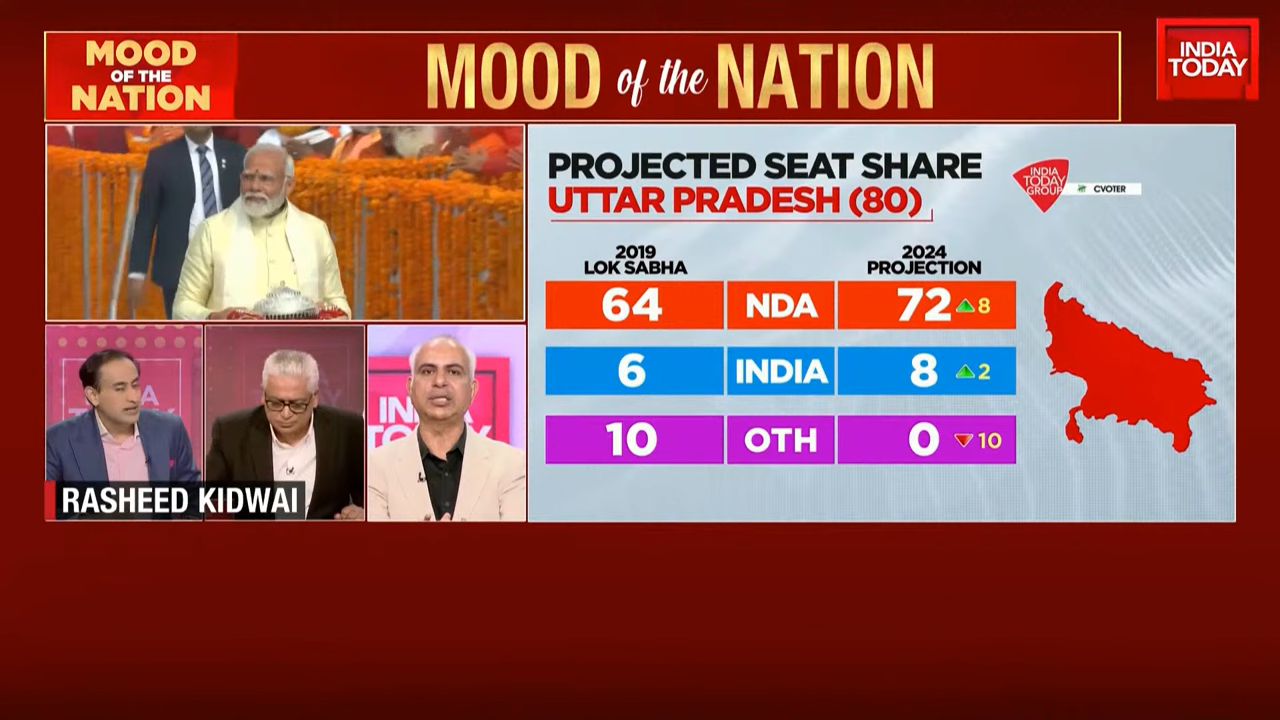 MOOD
OF THE
NATION
MOOD of the NATION
INDIA
TODAY
PROJECTED SEAT SHARE
UTTAR PRADESH (80)
INDIA
TODAY
GROUP
CVOTER
2019
LOK SABHA
2024
PROJECTION
64 NDA 72 8
6 INDIA 8 2
10 OTH 0 10
RASHEED KIDWAI